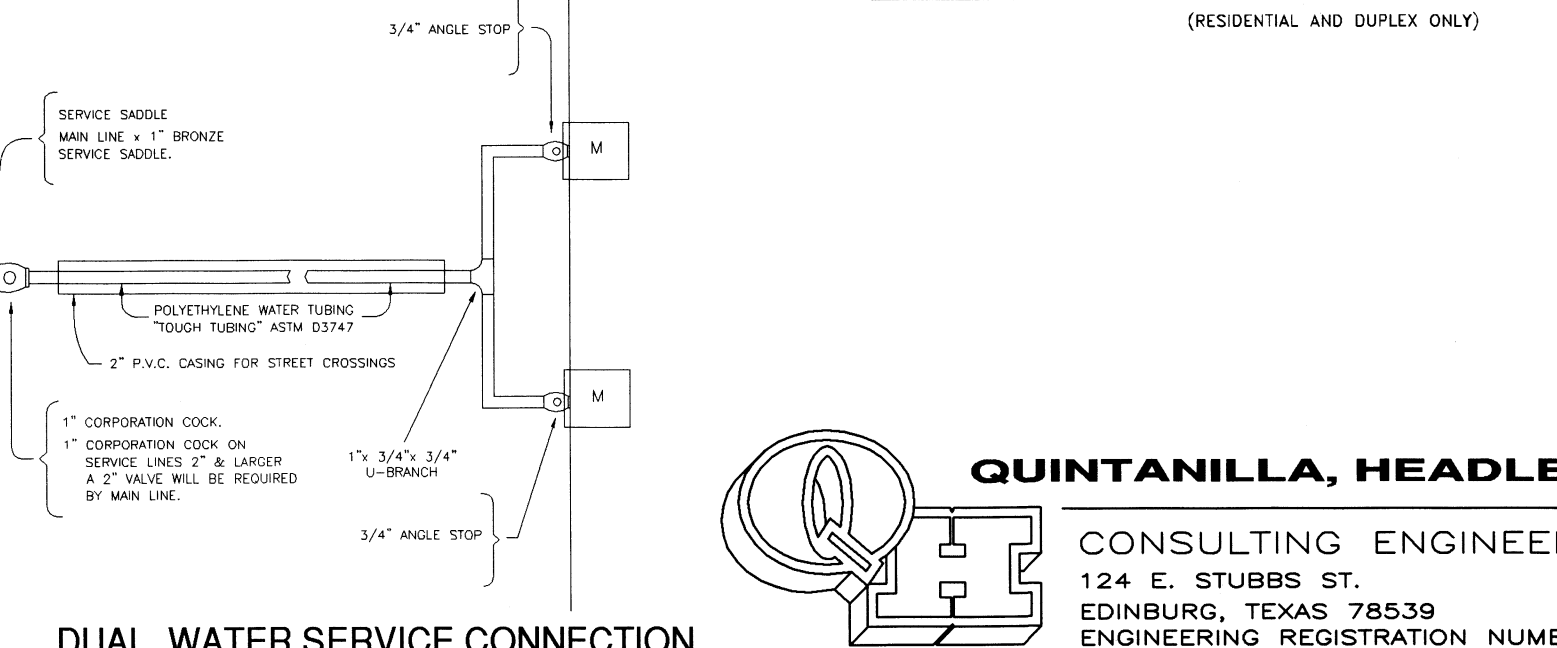 3/4" ANGLE STOP
(RESIDENTIAL AND DUPLEX ONLY)
SERVICE SADDLE
MAIN LINE x 1" BRONZE
SERVICE SADDLE.
M
POLYETHYLENE WATER TUBING
"TOUGH TUBING" ASTM D3747
2" P.V.C. CASING FOR STREET CROSSINGS
M
1" CORPORATION COCK.
1" CORPORATION COCK ON
SERVICE LINES 2" & LARGER
A 2" VALVE WILL BE REQUIRED
BY MAIN LINE.
1"x 3/4"x 3/4"
U-BRANCH
3/4" ANGLE STOP
DUAL WATER SERVICE CONNECTION
QH
QUINTANILLA, HEADLE
CONSULTING ENGINEE
124 E. STUBBS ST.
EDINBURG, TEXAS 78539
ENGINEERING REGISTRATION NUMB